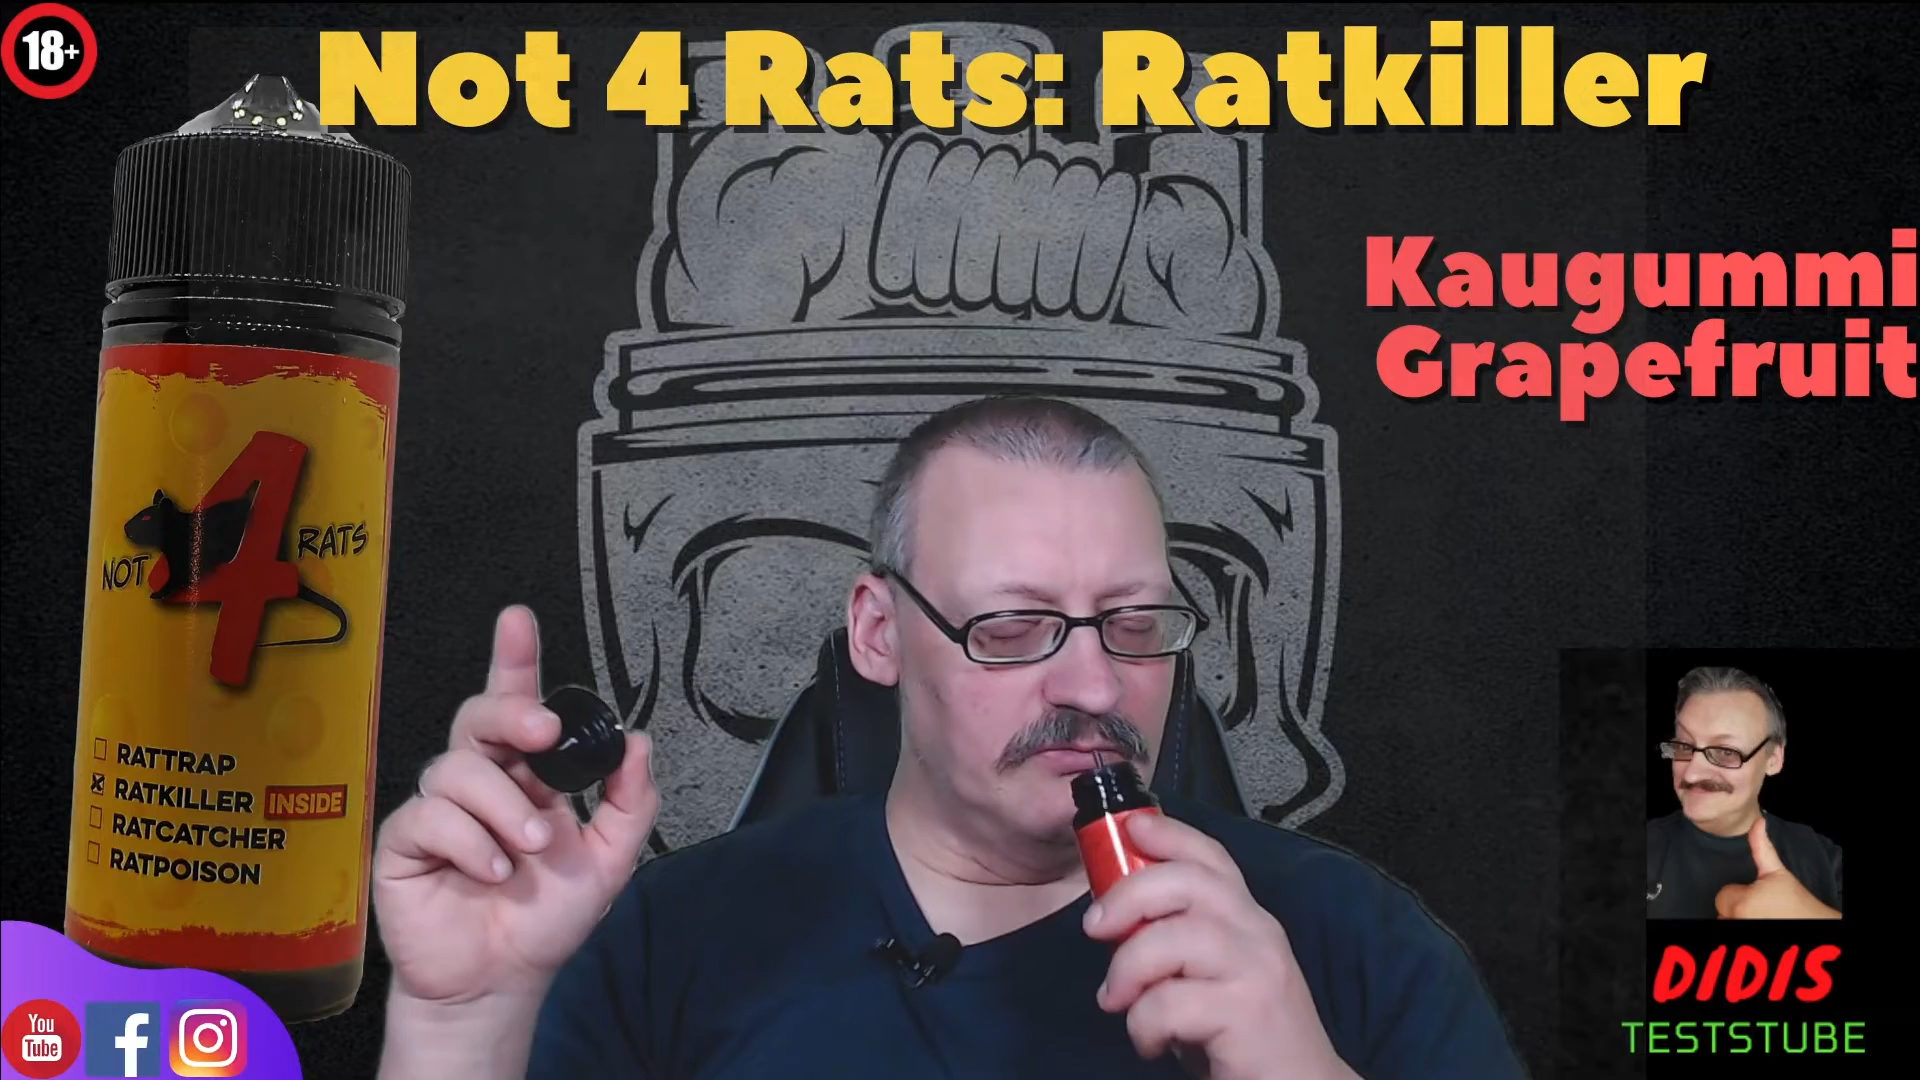 18+
Not 4 Rats: Ratkiller
Kaugummi
Grapefruit
NOT 4 RATS
RATTRAP
RATKILLER INSIDE
RATCATCHER
RATPOISON
You
Tube
DIDIS
TESTSTUBE